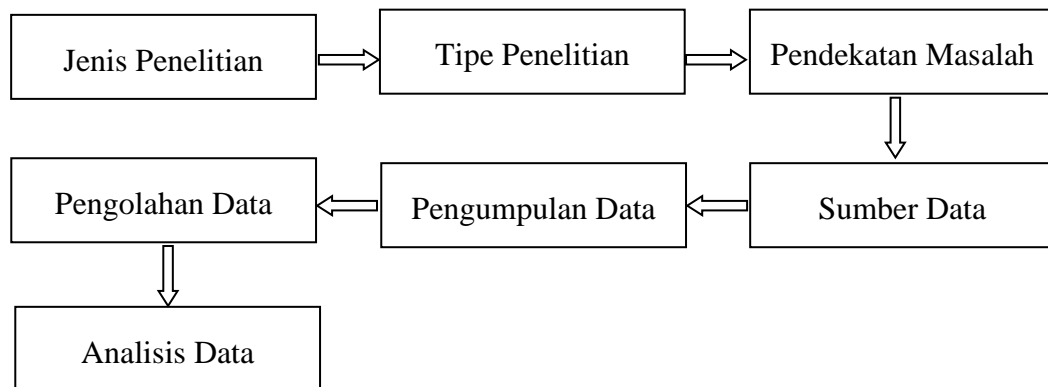 Jenis Penelitian
Tipe Penelitian
Pendekatan Masalah
Sumber Data
Pengumpulan Data
Pengolahan Data
Analisis Data